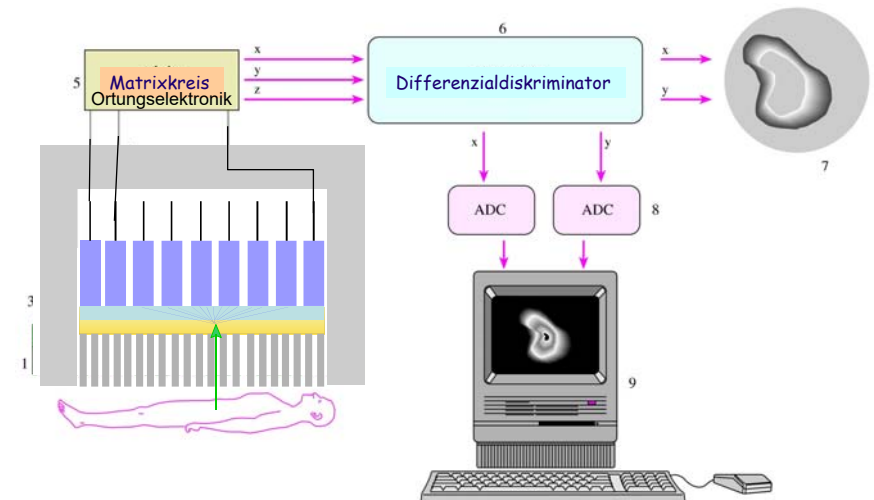 6
5
Matrixkreis
Ortungselektronik
x
y
z
Differenzialdiskriminator
x
y
7
x
y
ADC
ADC
8
3
1
9